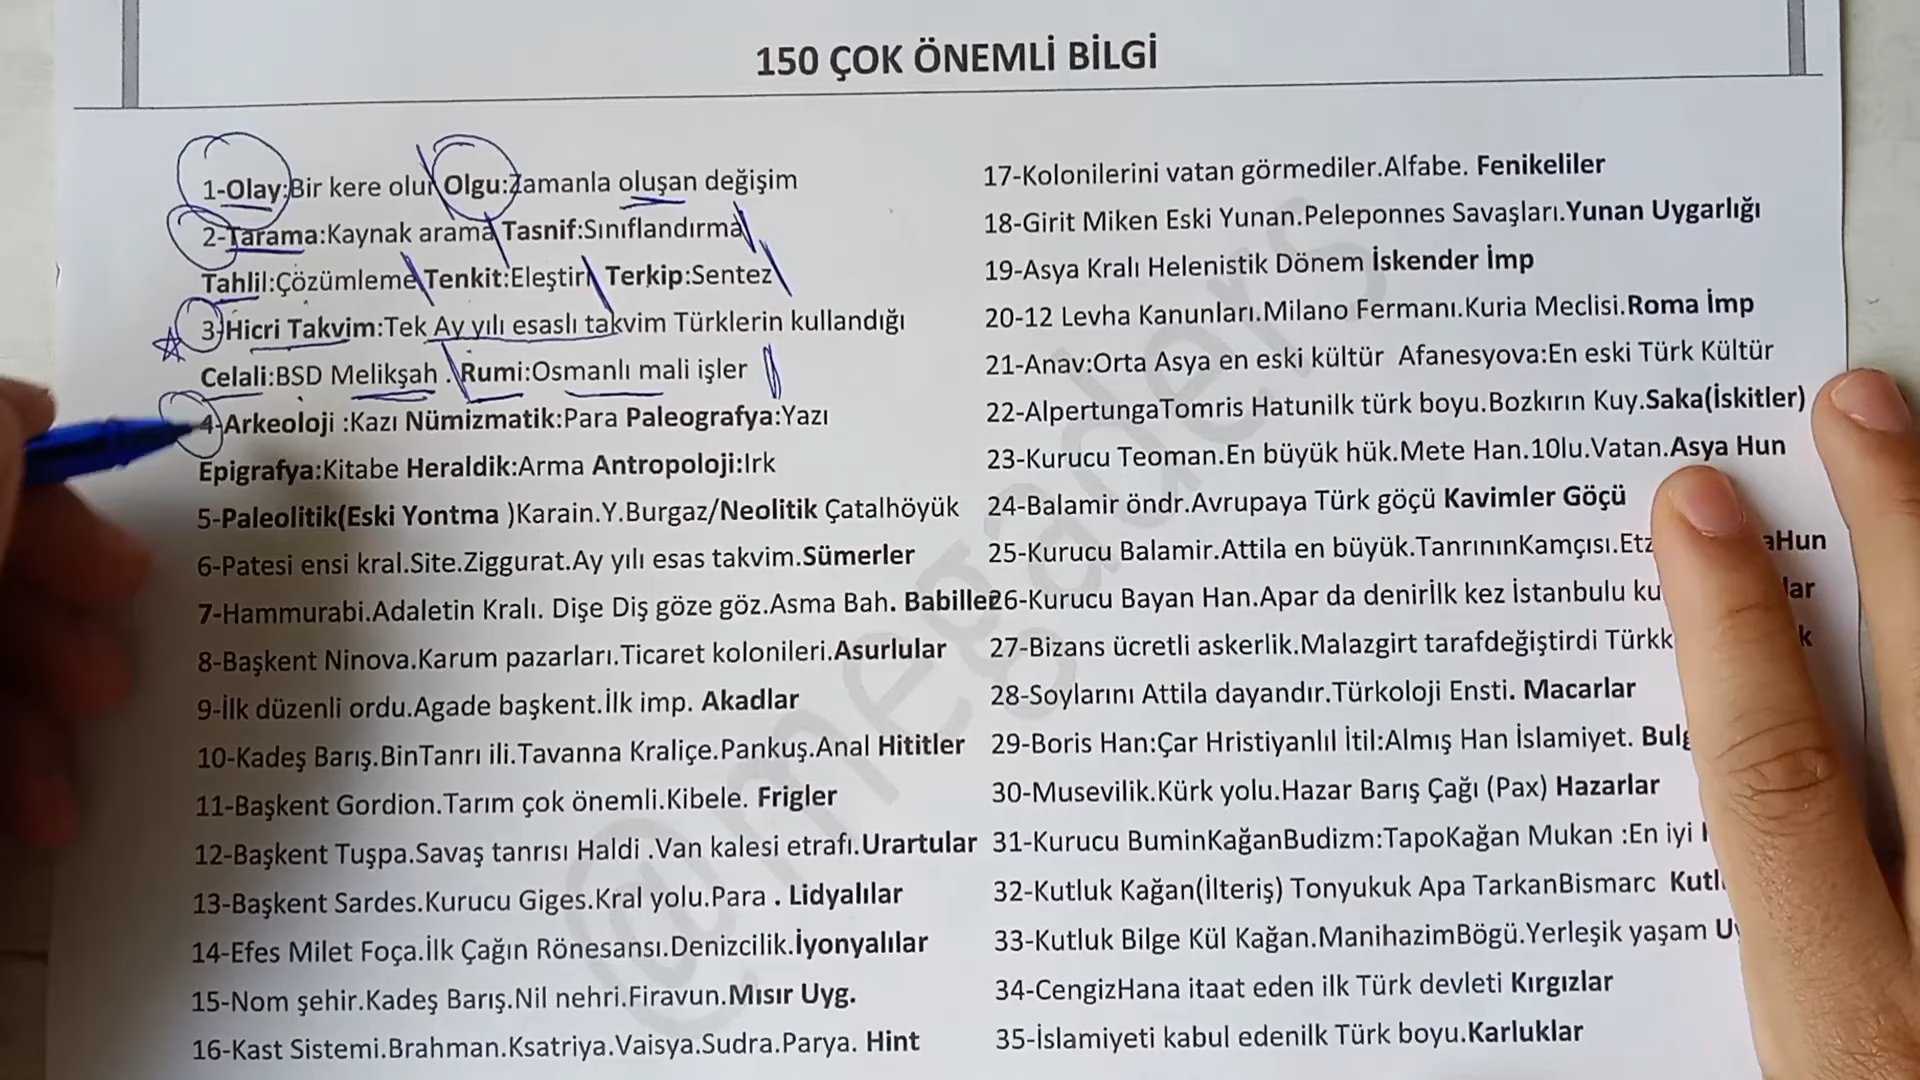 150 ÇOK ÖNEMLİ BİLGİ
1-Olay:Bir kere olur Olgu:Zamanla oluşan değişim
2-Tarama:Kaynak arama Tasnif:Sınıflandırma
Tahlil:Çözümleme Tenkit:Eleştiri Terkip:Sentez
3-Hicri Takvim:Tek Ay yılı esaslı takvim Türklerin kullandığı
Celali:BSD Melikşah . Rumi:Osmanlı mali işler
4-Arkeoloji :Kazı Nümizmatik:Para Paleografya:Yazı
Epigrafya:Kitabe Heraldik:Arma Antropoloji:Irk
5-Paleolitik(Eski Yontma )Karain.Y.Burgaz/Neolitik Çatalhöyük
6-Patesi ensi kral.Site.Ziggurat.Ay yılı esas takvim.Sümerler
7-Hammurabi.Adaletin Kralı. Dişe Diş göze göz.Asma Bah. Babiller
8-Başkent Ninova.Karum pazarları.Ticaret kolonileri.Asurlular
9-İlk düzenli ordu.Agade başkent.İlk imp. Akadlar
10-Kadeş Barış.BinTanrı ili.Tavanna Kraliçe.Pankuş.Anal Hititler
11-Başkent Gordion.Tarım çok önemli.Kibele. Frigler
12-Başkent Tuşpa.Savaş tanrısı Haldi .Van kalesi etrafı.Urartular
13-Başkent Sardes.Kurucu Giges.Kral yolu.Para . Lidyalılar
14-Efes Milet Foça.İlk Çağın Rönesansı.Denizcilik.İyonyalılar
15-Nom şehir.Kadeş Barış.Nil nehri.Firavun.Mısır Uyg.
16-Kast Sistemi.Brahman.Ksatriya.Vaisya.Sudra.Parya. Hint
17-Kolonilerini vatan görmediler.Alfabe. Fenikeliler
18-Girit Miken Eski Yunan.Peleponnes Savaşları.Yunan Uygarlığı
19-Asya Kralı Helenistik Dönem İskender İmp
20-12 Levha Kanunları.Milano Fermanı.Kuria Meclisi.Roma İmp
21-Anav:Orta Asya en eski kültür Afanesyova:En eski Türk Kültür
22-AlpertungaTomris Hatunilk türk boyu.Bozkırın Kuy.Saka(İskitler)
23-Kurucu Teoman.En büyük hük.Mete Han.10lu.Vatan.Asya Hun
24-Balamir öndr.Avrupaya Türk göçü Kavimler Göçü
25-Kurucu Balamir.Attila en büyük.TanrınınKamçısı. Hun
26-Kurucu Bayan Han.Apar da denirİlk kez İstanbulu
27-Bizans ücretli askerlik.Malazgirt tarafdeğiştirdi
28-Soylarını Attila dayandır.Türkoloji Ensti. Macarlar
29-Boris Han:Çar Hristiyanlıl İtil:Almış Han İslamiyet.
30-Musevilik.Kürk yolu.Hazar Barış Çağı (Pax) Hazarlar
31-Kurucu BuminKağanBudizm:TapoKağan Mukan :En iyi
32-Kutluk Kağan(İlteriş) Tonyukuk Apa TarkanBismarc
33-Kutluk Bilge Kül Kağan.ManihazimBögü.Yerleşik yaşam
34-CengizHana itaat eden ilk Türk devleti Kırgızlar
35-İslamiyeti kabul edenilk Türk boyu.Karluklar
@megaders